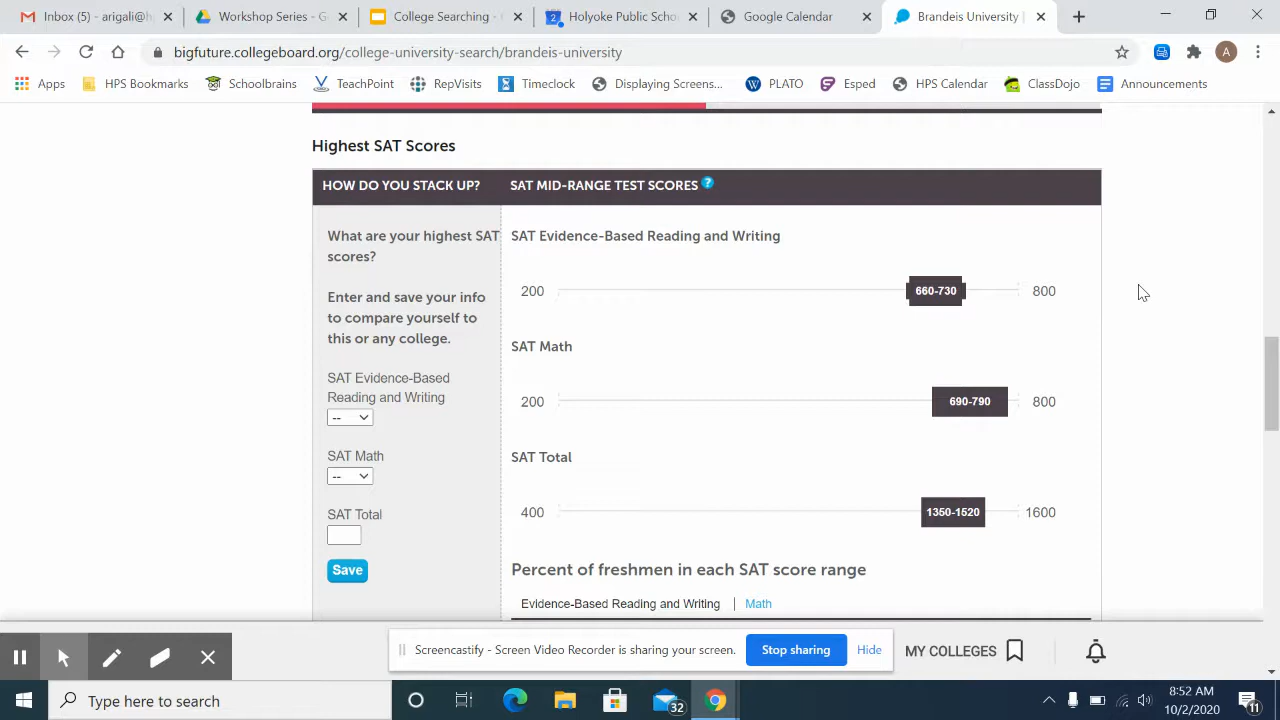 Inbox (5) - arigali@h
Workshop Series - G
College Searching -
Holyoke Public Scho
Google Calendar
Brandeis University |
bigfuture.collegeboard.org/college-university-search/brandeis-university
A
Apps
HPS Bookmarks
Schoolbrains
TeachPoint
RepVisits
Timeclock
Displaying Screens...
PLATO
Esped
HPS Calendar
ClassDojo
Announcements
Highest SAT Scores
HOW DO YOU STACK UP?
SAT MID-RANGE TEST SCORES ?
What are your highest SAT
scores?
Enter and save your info
to compare yourself to
this or any college.
SAT Evidence-Based
Reading and Writing
--
SAT Math
--
SAT Total
Save
SAT Evidence-Based Reading and Writing
200 660-730 800
SAT Math
200 690-790 800
SAT Total
400 1350-1520 1600
Percent of freshmen in each SAT score range
Evidence-Based Reading and Writing | Math
Screencastify - Screen Video Recorder is sharing your screen.
Stop sharing
Hide
MY COLLEGES
Type here to search
32
8:52 AM
10/2/2020
11